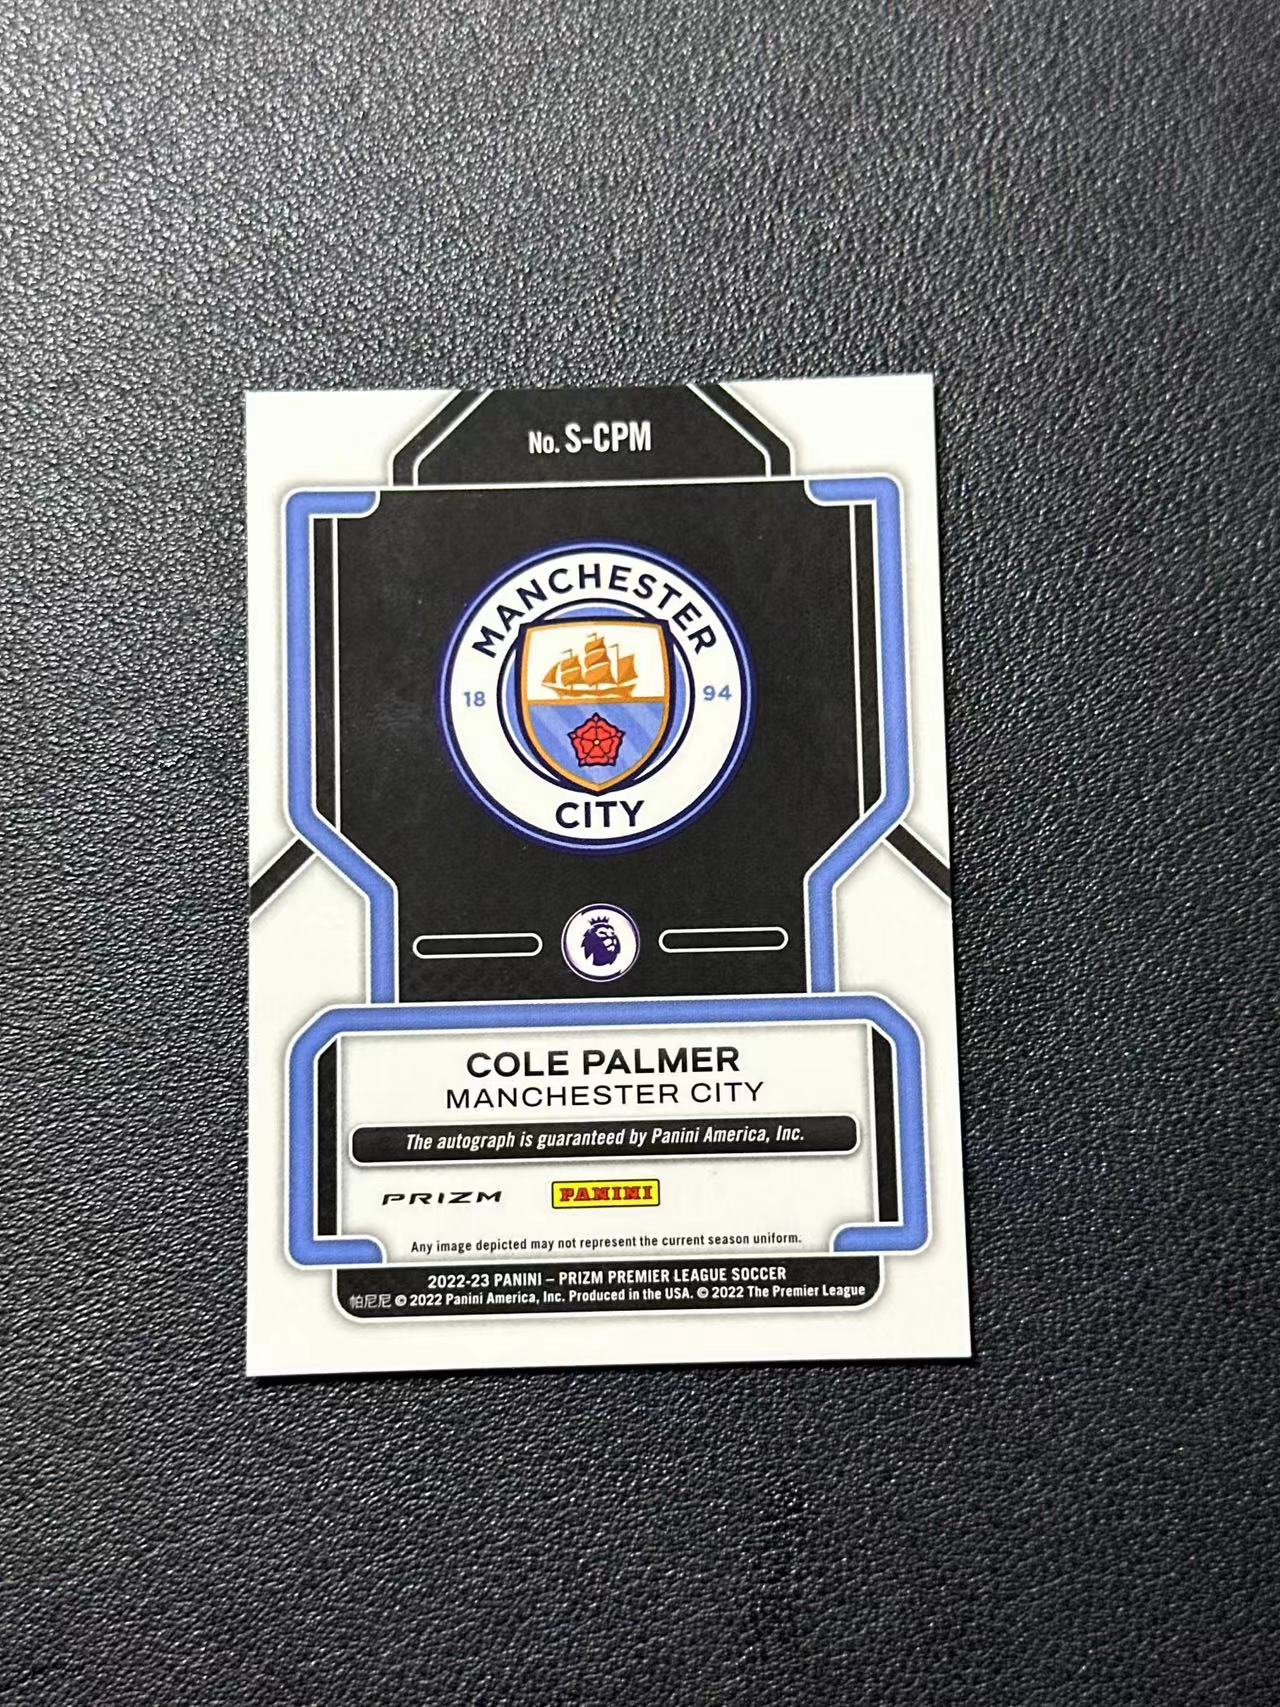 No. S-CPM
MANCHESTER
18 94
CITY
COLE PALMER
MANCHESTER CITY
The autograph is guaranteed by Panini America, Inc.
PRIZM PANINI
Any image depicted may not represent the current season uniform.
2022-23 PANINI – PRIZM PREMIER LEAGUE SOCCER
帕尼尼 © 2022 Panini America, Inc. Produced in the USA. © 2022 The Premier League